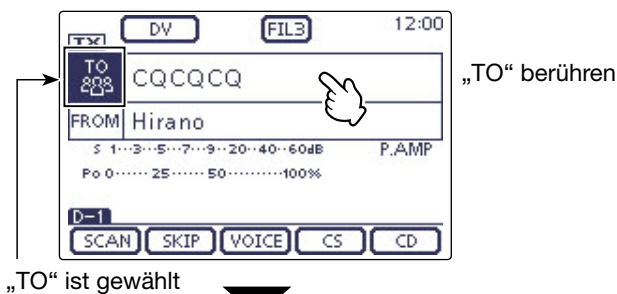 DV FIL3 12:00
TX
TO CQCQCQ „TO“ berühren
FROM Hirano
S 1···3···5···7···9··20··40··60dB P.AMP
Po 0······ 25······ 50··········100%
D-1
SCAN SKIP VOICE CS CD
„TO“ ist gewählt